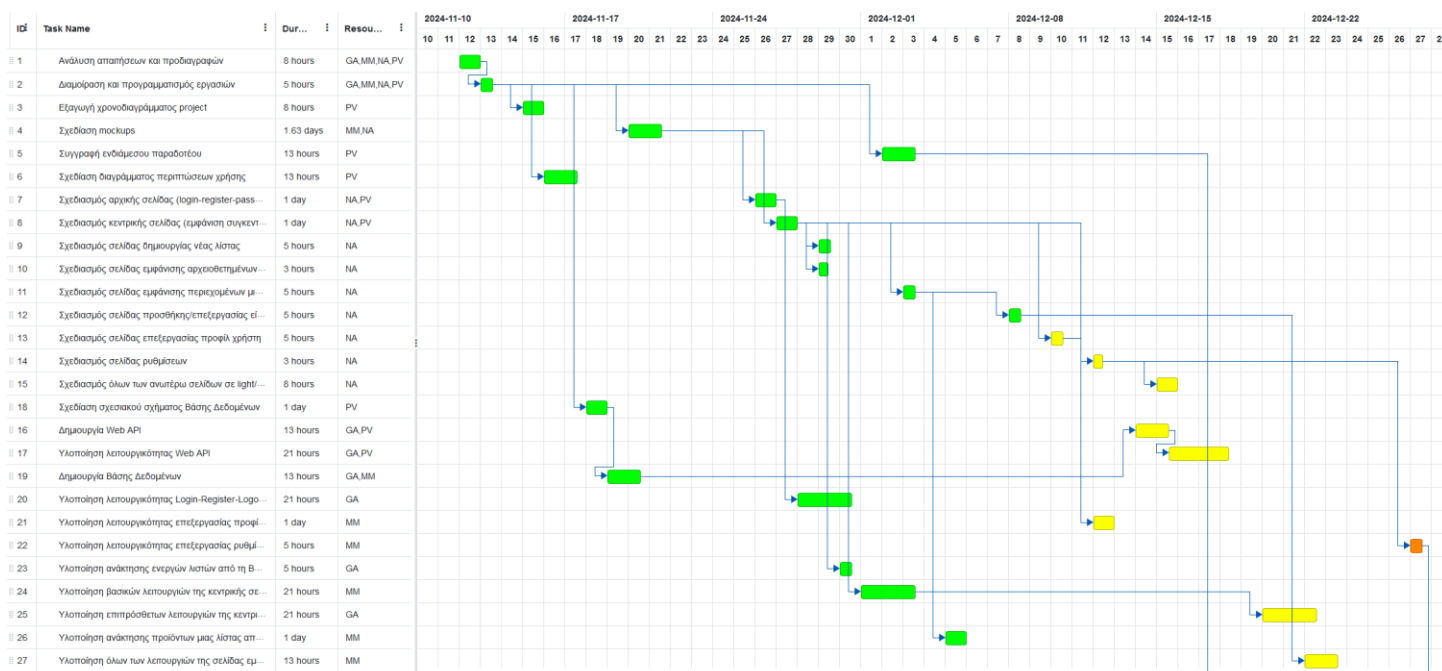 2024-11-10 2024-11-17 2024-11-24 2024-12-01 2024-12-08 2024-12-15 2024-12-22
ID Task Name Dur... Resou... 10 11 12 13 14 15 16 17 18 19 20 21 22 23 24 25 26 27 28 29 30 1 2 3 4 5 6 7 8 9 10 11 12 13 14 15 16 17 18 19 20 21 22 23 24 25 26 27
1 Ανάλυση απαιτήσεων και προδιαγραφών 8 hours GA,MM,NA,PV
2 Διαμοίραση και προγραμματισμός εργασιών 5 hours GA,MM,NA,PV
3 Εξαγωγή χρονοδιαγράμματος project 8 hours PV
4 Σχεδίαση mockups 1.63 days MM,NA
5 Συγγραφή ενδιάμεσου παραδοτέου 13 hours PV
6 Σχεδίαση διαγράμματος περιπτώσεων χρήσης 13 hours PV
7 Σχεδιασμός αρχικής σελίδας (login-register-pass··· 1 day NA,PV
8 Σχεδιασμός κεντρικής σελίδας (εμφάνιση συγκεντ··· 1 day NA,PV
9 Σχεδιασμός σελίδας δημιουργίας νέας λίστας 5 hours NA
10 Σχεδιασμός σελίδας εμφάνισης αρχειοθετημένων··· 3 hours NA
11 Σχεδιασμός σελίδας εμφάνισης περιεχομένων μι··· 5 hours NA
12 Σχεδιασμός σελίδας προσθήκης/επεξεργασίας εί··· 5 hours NA
13 Σχεδιασμός σελίδας επεξεργασίας προφίλ χρήστη 5 hours NA
14 Σχεδιασμός σελίδας ρυθμίσεων 3 hours NA
15 Σχεδιασμός όλων των ανωτέρω σελίδων σε light/··· 8 hours NA
18 Σχεδίαση σχεσιακού σχήματος Βάσης Δεδομένων 1 day PV
16 Δημιουργία Web API 13 hours GA,PV
17 Υλοποίηση λειτουργικότητας Web API 21 hours GA,PV
19 Δημιουργία Βάσης Δεδομένων 13 hours GA,MM
20 Υλοποίηση λειτουργικότητας Login-Register-Logo··· 21 hours GA
21 Υλοποίηση λειτουργικότητας επεξεργασίας προφί··· 1 day MM
22 Υλοποίηση λειτουργικότητας επεξεργασίας ρυθμί··· 5 hours MM
23 Υλοποίηση ανάκτησης ενεργών λιστών από τη Β··· 5 hours GA
24 Υλοποίηση βασικών λειτουργιών της κεντρικής σε··· 21 hours MM
25 Υλοποίηση επιπρόσθετων λειτουργιών της κεντρι··· 21 hours GA
26 Υλοποίηση ανάκτησης προϊόντων μιας λίστας απ··· 1 day MM
27 Υλοποίηση όλων των λειτουργιών της σελίδας εμ··· 13 hours MM